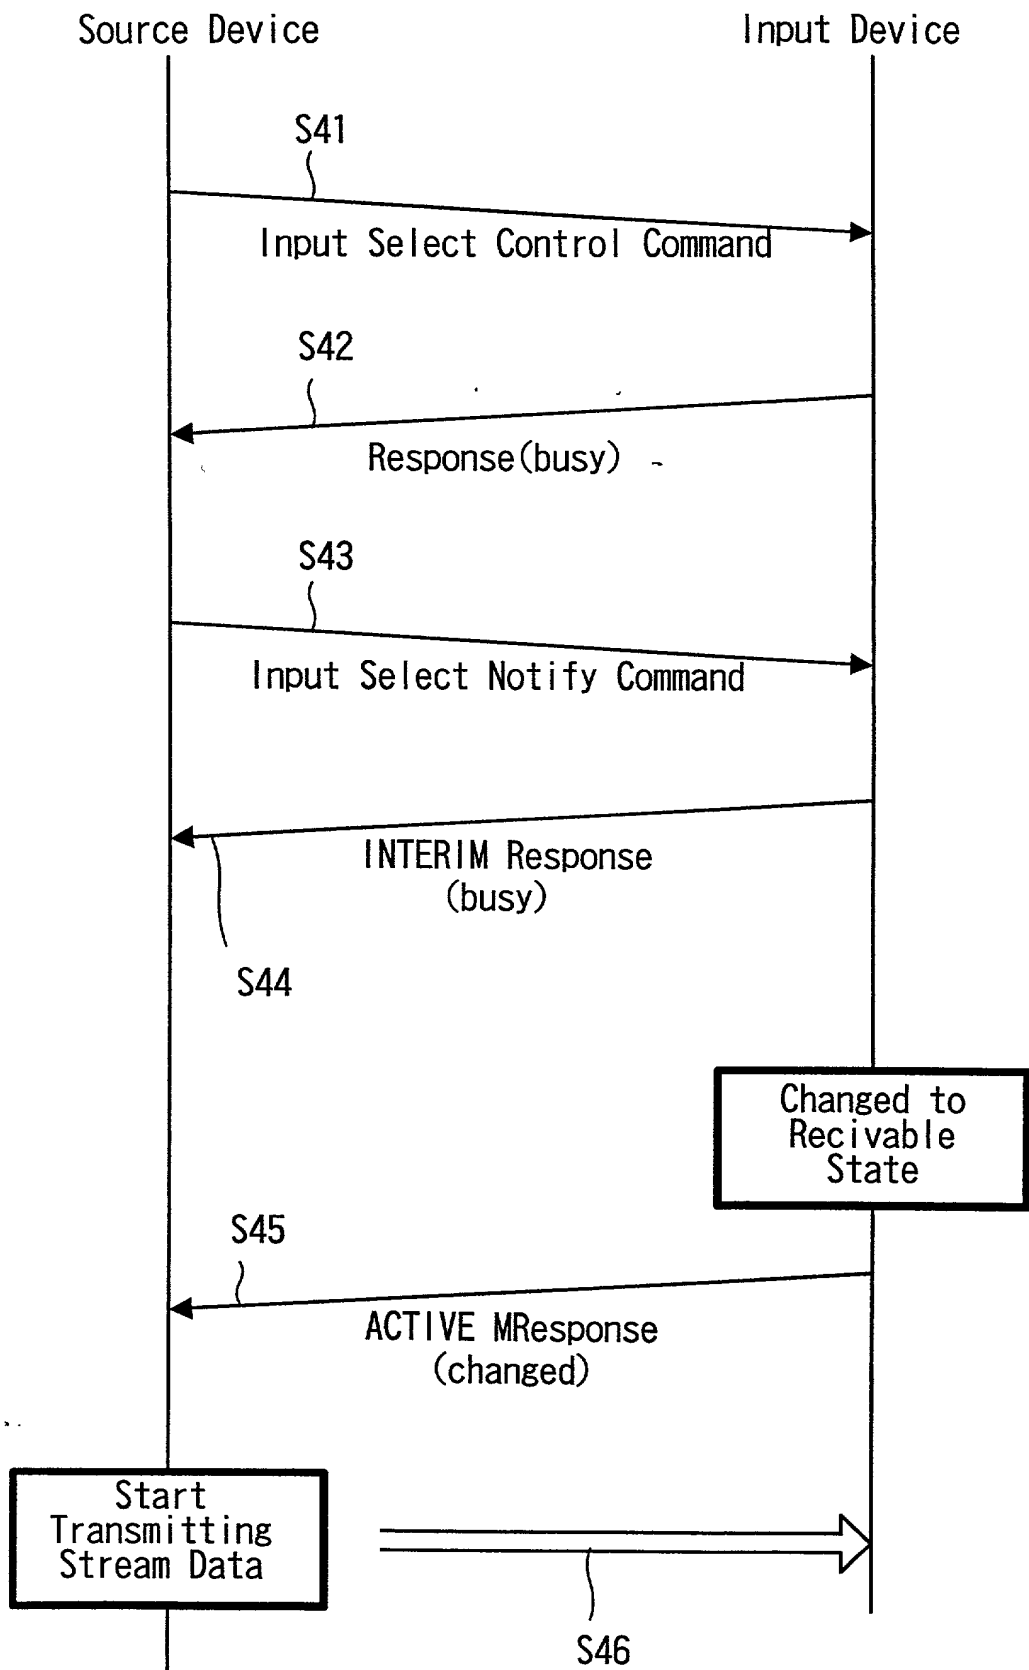 Source Device
Input Device
S41
Input Select Control Command
S42
Response(busy)
S43
Input Select Notify Command
INTERIM Response
(busy)
S44
Changed to
Recivable
State
S45
ACTIVE MResponse
(changed)
Start
Transmitting
Stream Data
S46